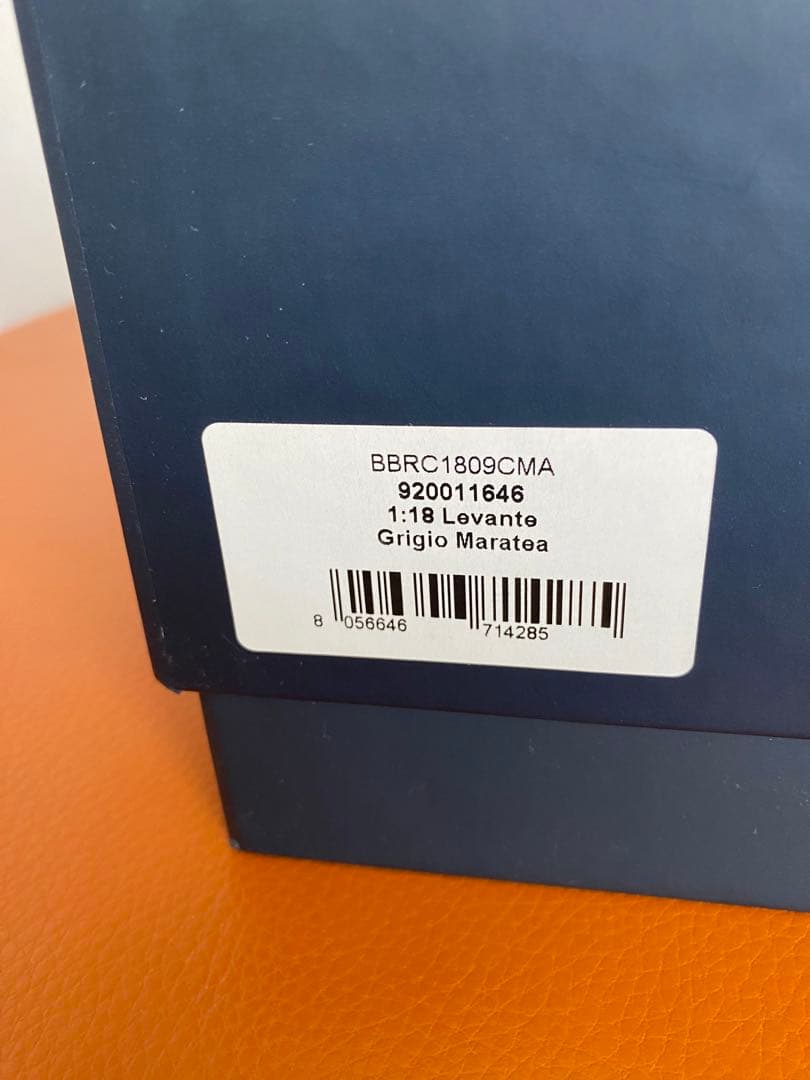 BBRC1809CMA
920011646
1:18 Levante
Grigio Maratea
8 056646 714285